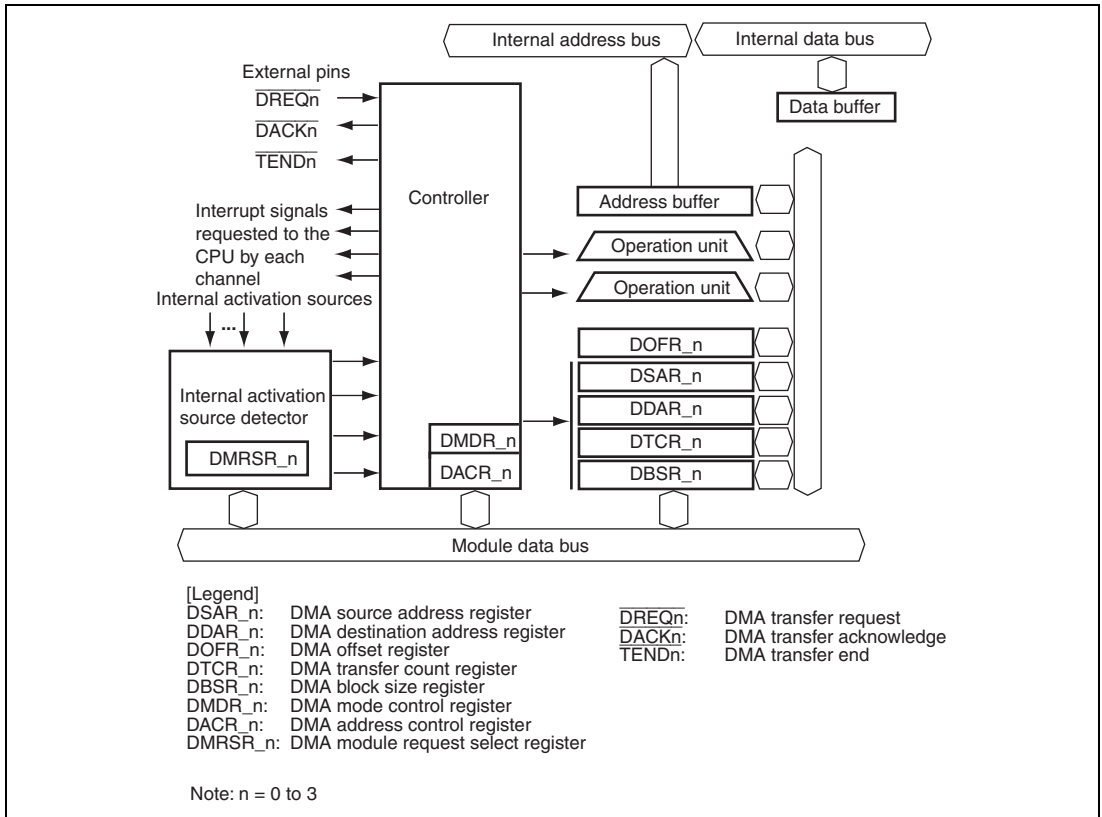 Internal address bus
Internal data bus
External pins
DREQn
DACKn
TENDn
Data buffer
Controller
Address buffer
Interrupt signals
requested to the
CPU by each
channel
Operation unit
Operation unit
Internal activation sources
...
DOFR_n
DSAR_n
DDAR_n
DTCR_n
DBSR_n
Internal activation
source detector
DMRSR_n
DMDR_n
DACR_n
Module data bus
[Legend]
DSAR_n: DMA source address register
DDAR_n: DMA destination address register
DOFR_n: DMA offset register
DTCR_n: DMA transfer count register
DBSR_n: DMA block size register
DMDR_n: DMA mode control register
DACR_n: DMA address control register
DMRSR_n: DMA module request select register
DREQn: DMA transfer request
DACKn: DMA transfer acknowledge
TENDn: DMA transfer end
Note: n = 0 to 3